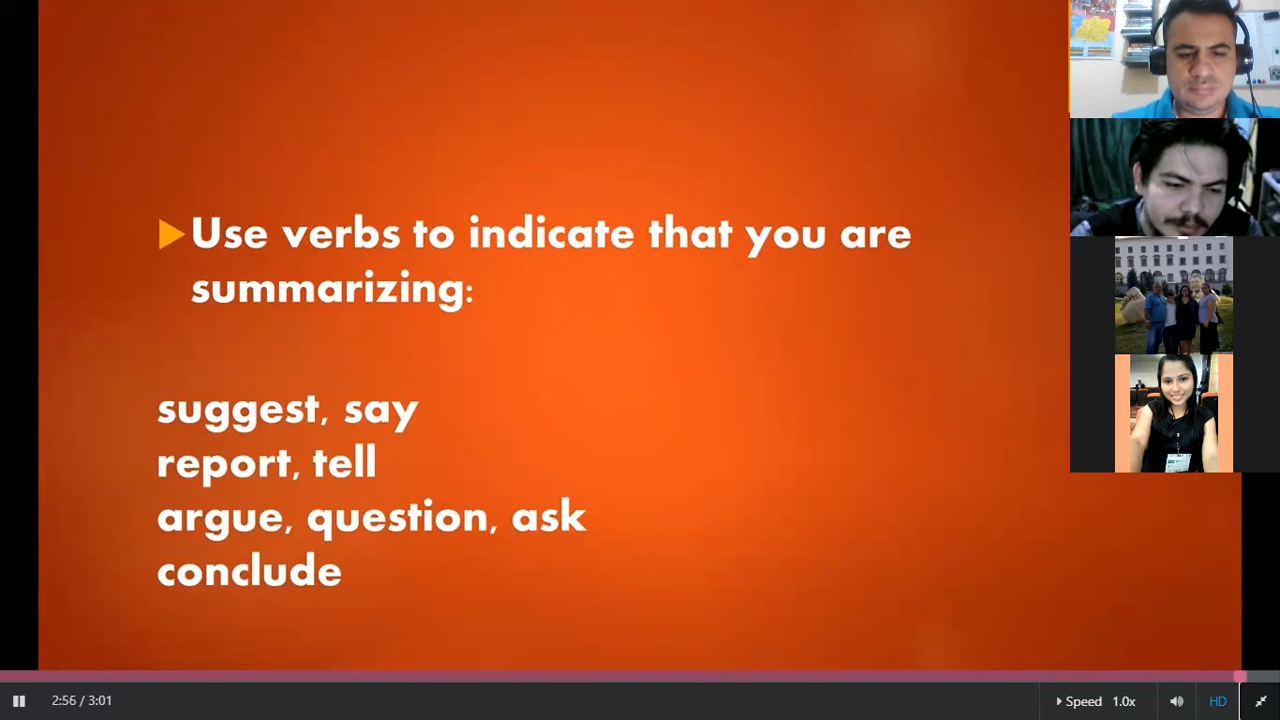 Use verbs to indicate that you are
summarizing:
suggest, say
report, tell
argue, question, ask
conclude
2:56 / 3:01
Speed 1.0x
HD